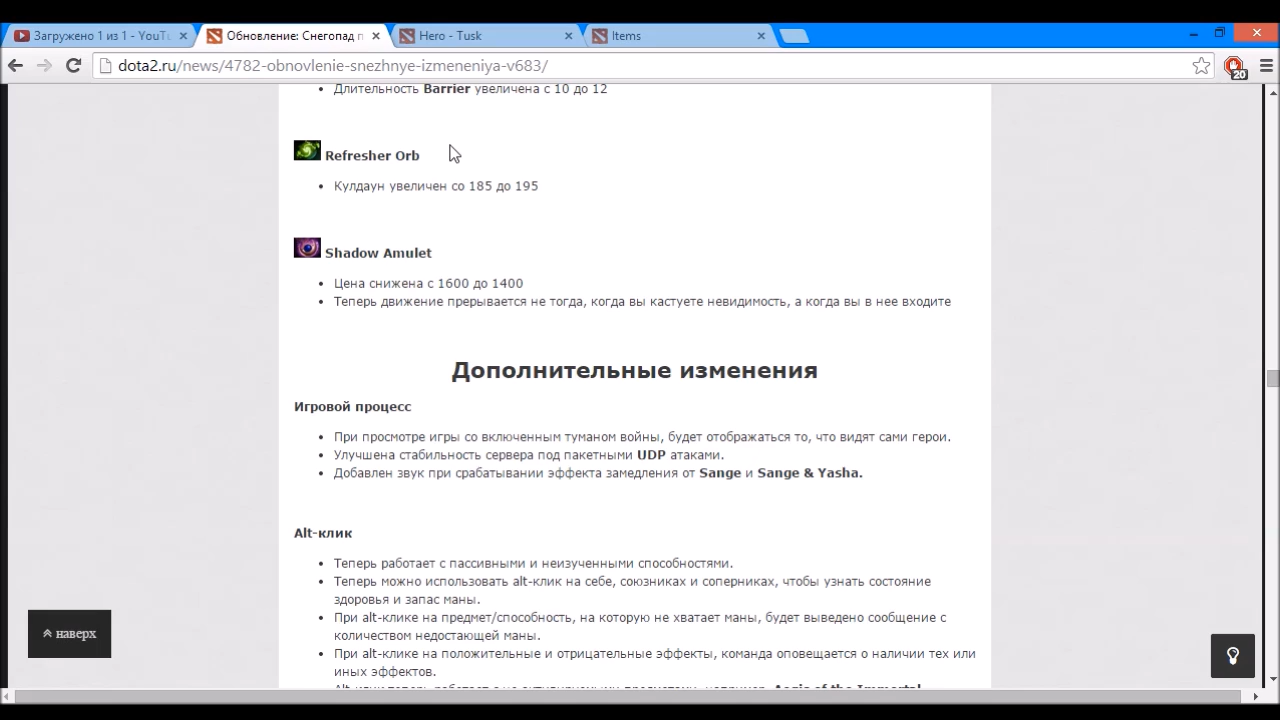 Загружено 1 из 1 - YouTu
Обновление: Снегопад п
Hero - Tusk
Items
dota2.ru/news/4782-obnovlenie-snezhnye-izmeneniya-v683/
20
Длительность Barrier увеличена с 10 до 12
Refresher Orb
Кулдаун увеличен со 185 до 195
Shadow Amulet
Цена снижена с 1600 до 1400
Теперь движение прерывается не тогда, когда вы кастуете невидимость, а когда вы в нее входите
Дополнительные изменения
Игровой процесс
При просмотре игры со включенным туманом войны, будет отображаться то, что видят сами герои.
Улучшена стабильность сервера под пакетными UDP атаками.
Добавлен звук при срабатывании эффекта замедления от Sange и Sange & Yasha.
Alt-клик
Теперь работает с пассивными и неизученными способностями.
Теперь можно использовать alt-клик на себе, союзниках и соперниках, чтобы узнать состояние
здоровья и запас маны.
При alt-клике на предмет/способность, на которую не хватает маны, будет выведено сообщение с
количеством недостающей маны.
При alt-клике на положительные и отрицательные эффекты, команда оповещается о наличии тех или
иных эффектов.
Aegis of the Immortal
наверх